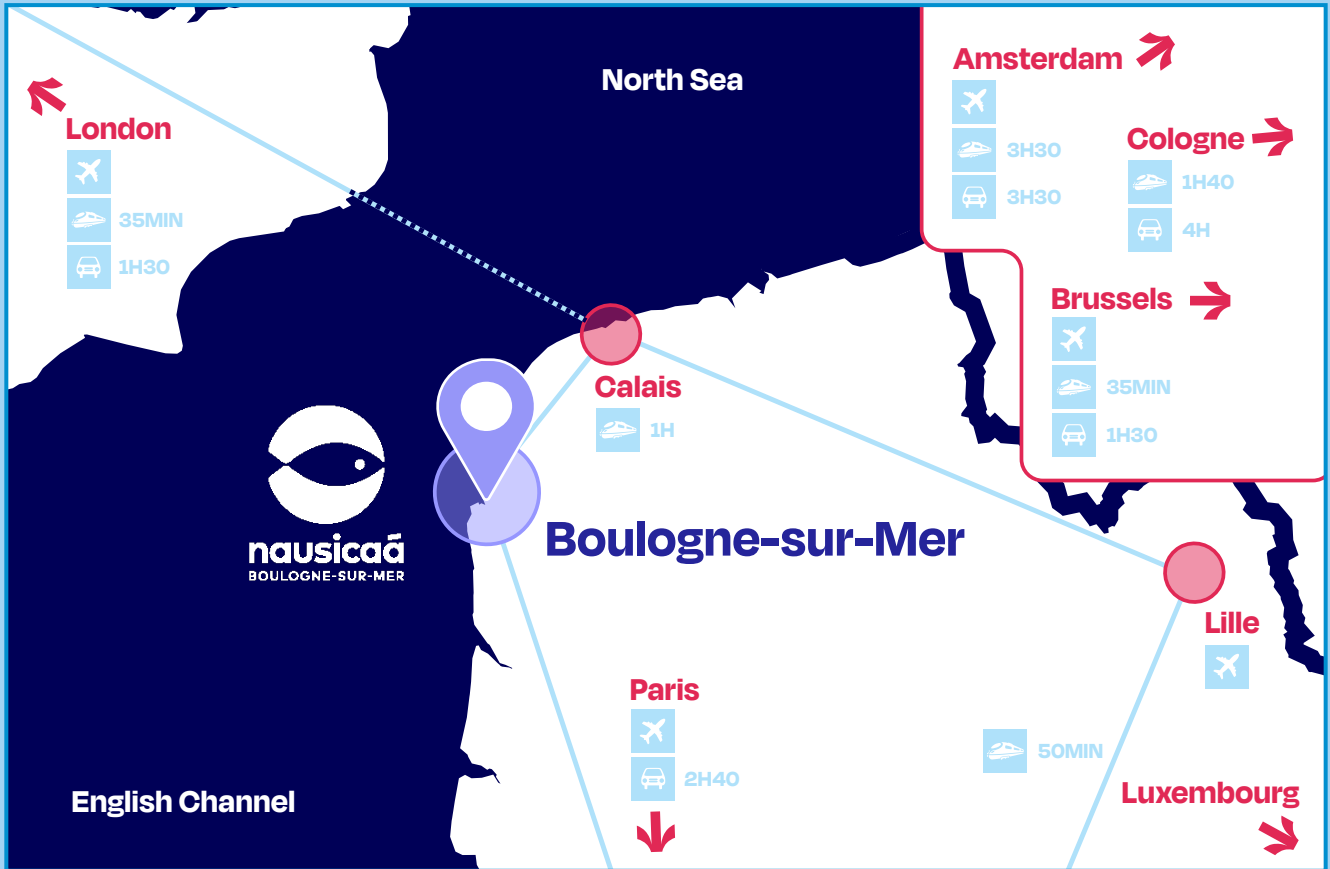 North Sea
London
35MIN
1H30
Amsterdam
3H30
3H30
Cologne
1H40
4H
Brussels
35MIN
1H30
Calais
1H
nausicaā
BOULOGNE-SUR-MER
Boulogne-sur-Mer
Lille
Paris
2H40
50MIN
English Channel
Luxembourg